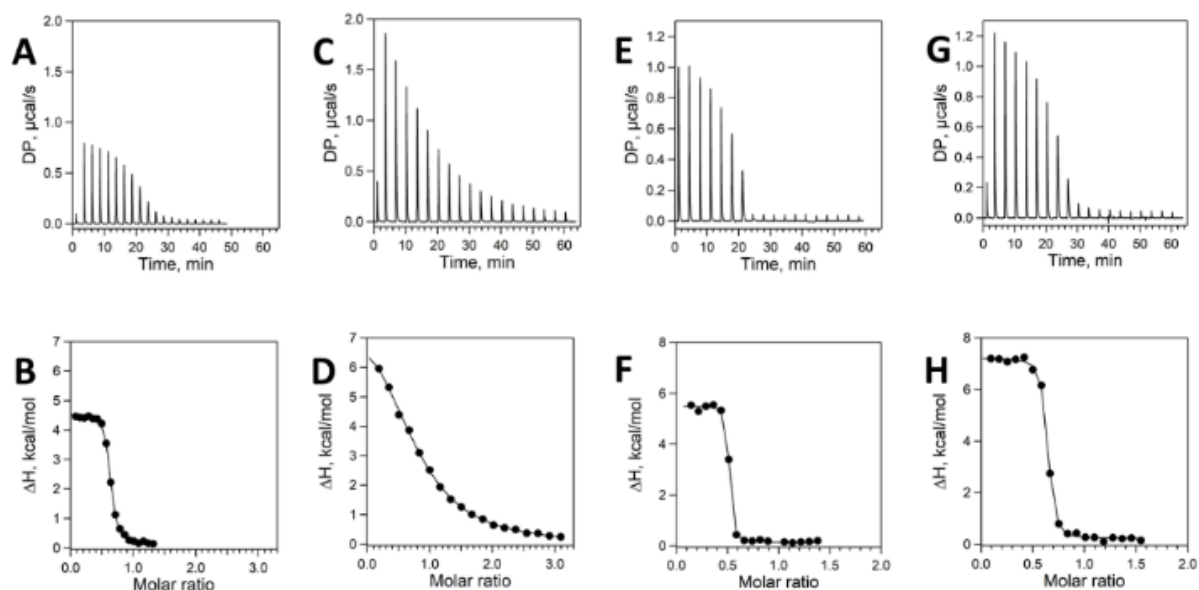 A
DP, µcal/s
2.0
1.5
1.0
0.5
0.0
0 10 20 30 40 50 60
Time, min
C
DP, µcal/s
2.0
1.5
1.0
0.5
0.0
0 10 20 30 40 50 60
Time, min
E
DP, µcal/s
1.2
1.0
0.8
0.6
0.4
0.2
0.0
0 10 20 30 40 50 60
Time, min
G
DP, µcal/s
1.2
1.0
0.8
0.6
0.4
0.2
0.0
0 10 20 30 40 50 60
Time, min
B
ΔH, kcal/mol
7
6
5
4
3
2
1
0
0.0 1.0 2.0 3.0
Molar ratio
D
ΔH, kcal/mol
7
6
5
4
3
2
1
0
0.0 1.0 2.0 3.0
Molar ratio
F
ΔH, kcal/mol
8
6
4
2
0
0.0 0.5 1.0 1.5 2.0
Molar ratio
H
ΔH, kcal/mol
8
6
4
2
0
0.0 0.5 1.0 1.5 2.0
Molar ratio